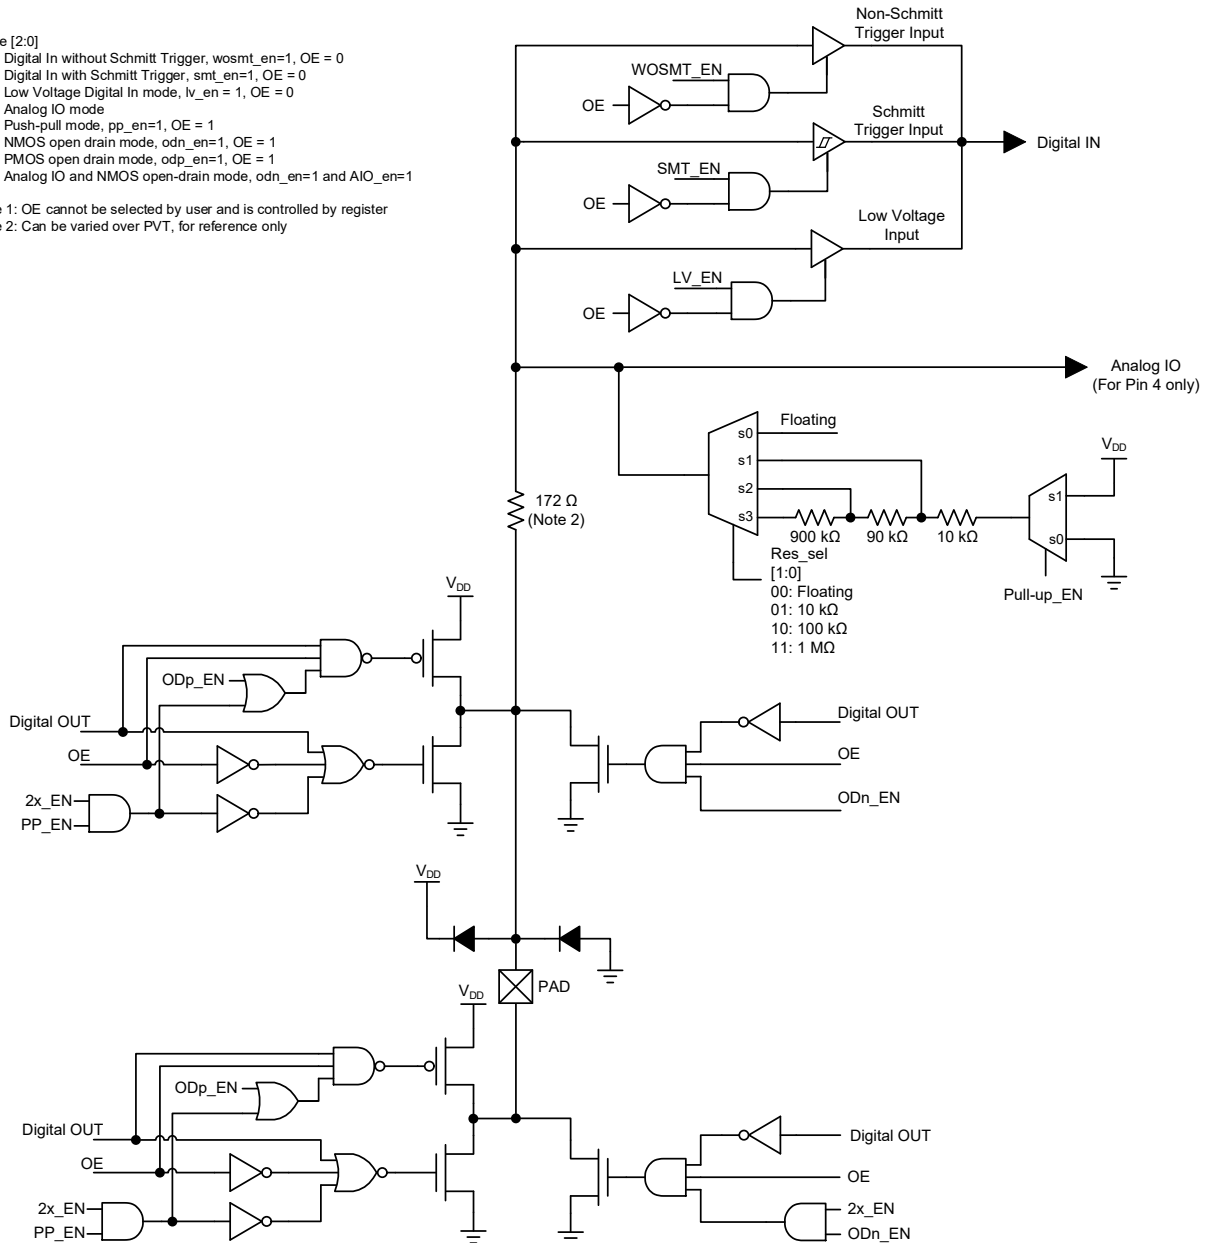 e [2:0]
Digital In without Schmitt Trigger, wosmt_en=1, OE = 0
Digital In with Schmitt Trigger, smt_en=1, OE = 0
Low Voltage Digital In mode, lv_en = 1, OE = 0
Analog IO mode
Push-pull mode, pp_en=1, OE = 1
NMOS open drain mode, odn_en=1, OE = 1
PMOS open drain mode, odp_en=1, OE = 1
Analog IO and NMOS open-drain mode, odn_en=1 and AIO_en=1
e 1: OE cannot be selected by user and is controlled by register
e 2: Can be varied over PVT, for reference only
Non-Schmitt
Trigger Input
WOSMT_EN
OE
Schmitt
Trigger Input
Digital IN
SMT_EN
OE
Low Voltage
Input
LV_EN
OE
Analog IO
(For Pin 4 only)
s0
Floating
s1
s2
s3
900 kΩ
90 kΩ
10 kΩ
VDD
s1
s0
Pull-up_EN
172 Ω
(Note 2)
Res_sel
[1:0]
00: Floating
01: 10 kΩ
10: 100 kΩ
11: 1 MΩ
VDD
ODp_EN
Digital OUT
OE
2x_EN
PP_EN
Digital OUT
OE
ODn_EN
VDD
PAD
VDD
ODp_EN
Digital OUT
OE
2x_EN
PP_EN
Digital OUT
OE
2x_EN
ODn_EN